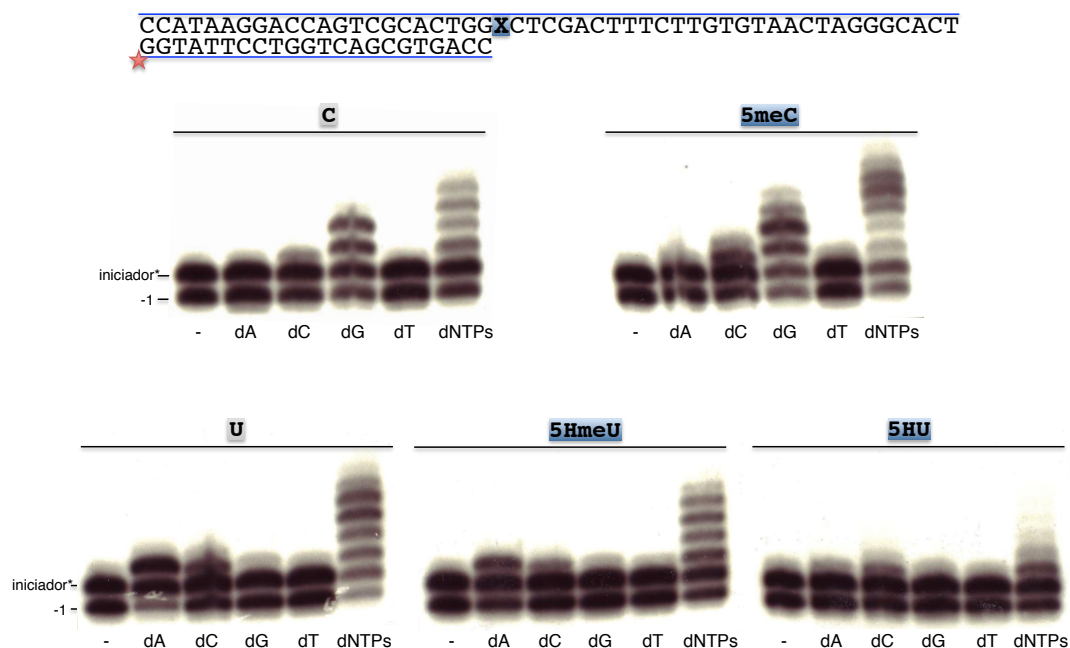 CCATAAGGACCAGTCGCACTGGXCTCGACTTTCTTGTGTAACTAGGGCACT
GGTATTCCTGGTCAGCGTGACC
C
5meC
iniciador*
-1
- dA dC dG dT dNTPs
- dA dC dG dT dNTPs
U
5HmeU
5HU
iniciador*
-1
- dA dC dG dT dNTPs
- dA dC dG dT dNTPs
- dA dC dG dT dNTPs